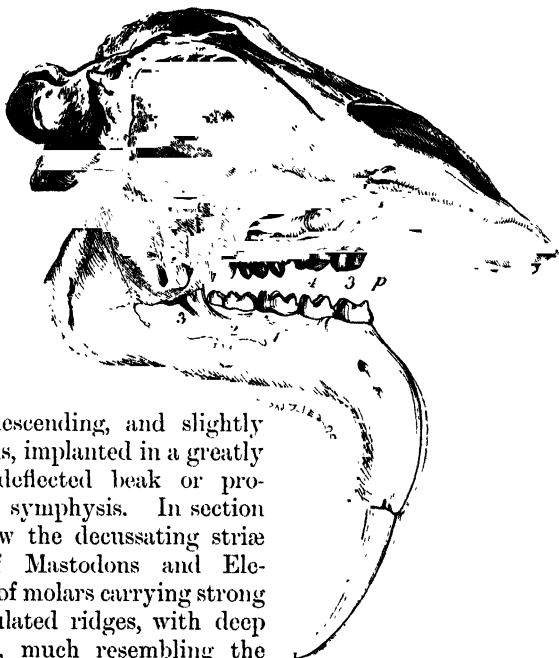 4 3 p
3 2 1
descending, and slightly
implanted in a greatly
deflected beak or pro-
symphysis. In section
the decussating striæ
Mastodons and Ele-
of molars carrying strong
ridges, with deep
much resembling the